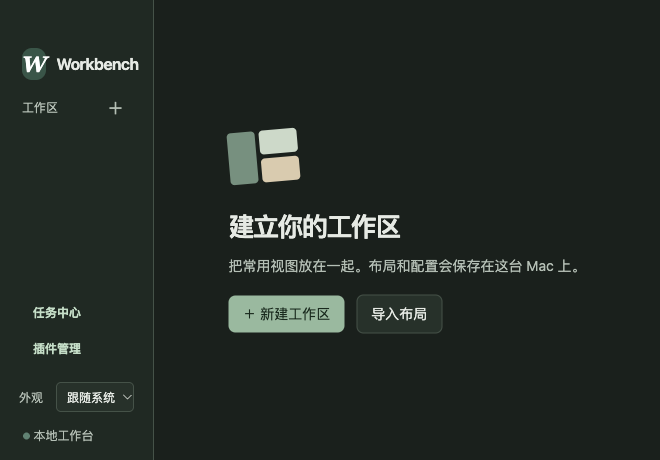 W Workbench
工作区 +
建立你的工作区
把常用视图放在一起。布局和配置会保存在这台 Mac 上。
+ 新建工作区 导入布局
任务中心
插件管理
外观 跟随系统
本地工作台